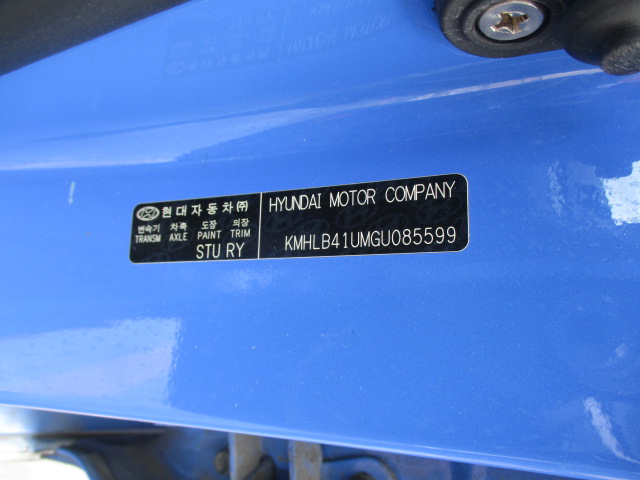 현대자동차㈜
변속기 차축 도장 의장
TRANSM AXLE PAINT TRIM
STU RY
HYUNDAI MOTOR COMPANY
KMHLB41UMGU085599